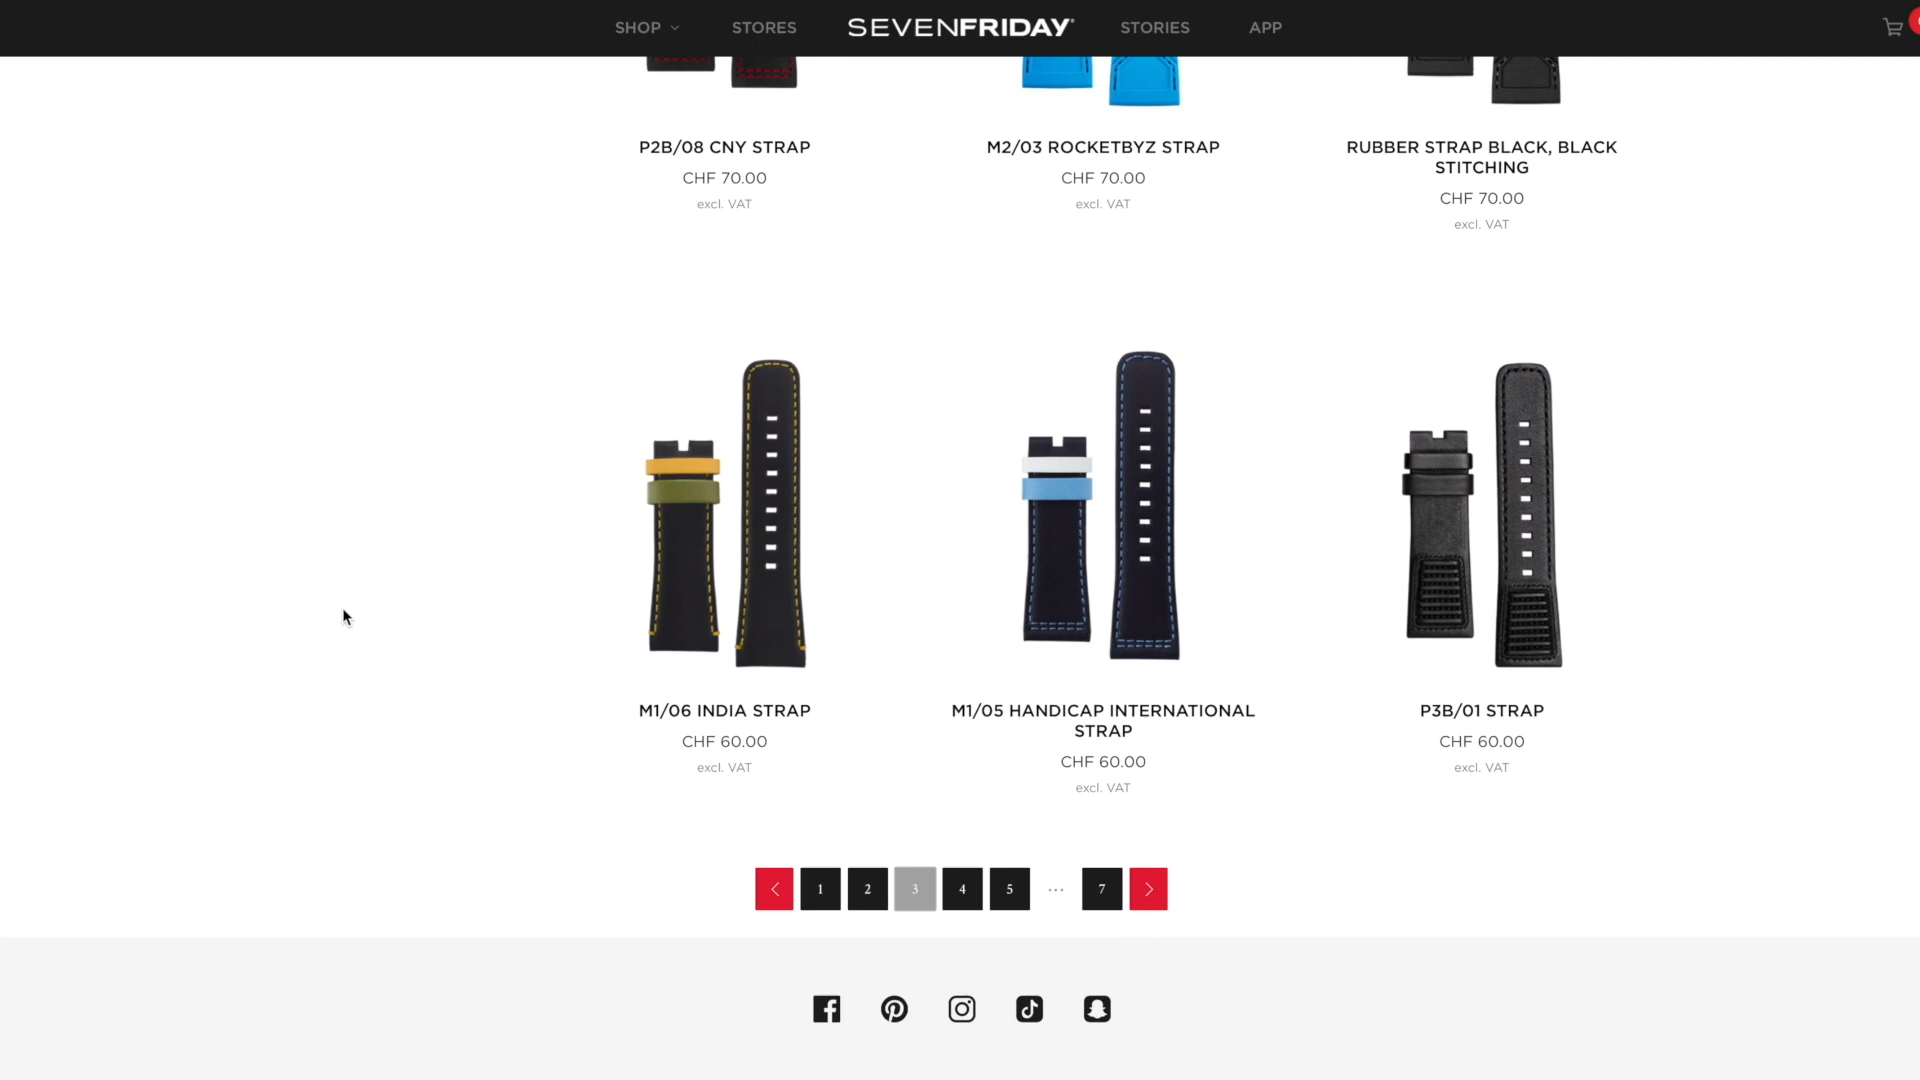 SHOP STORES SEVENFRIDAY STORIES APP
P2B/08 CNY STRAP
CHF 70.00
excl. VAT
M2/03 ROCKETBYZ STRAP
CHF 70.00
excl. VAT
RUBBER STRAP BLACK, BLACK
STITCHING
CHF 70.00
excl. VAT
M1/06 INDIA STRAP
CHF 60.00
excl. VAT
M1/05 HANDICAP INTERNATIONAL
STRAP
CHF 60.00
excl. VAT
P3B/01 STRAP
CHF 60.00
excl. VAT
1 2 3 4 5 ... 7